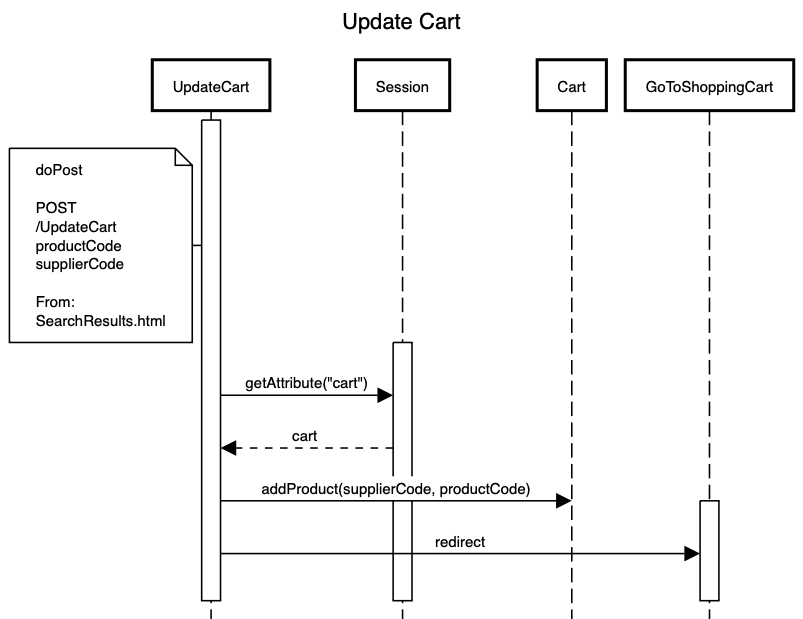 Update Cart
UpdateCart
Session
Cart
GoToShoppingCart
doPost
POST
/UpdateCart
productCode
supplierCode
From:
SearchResults.html
getAttribute("cart")
cart
addProduct(supplierCode, productCode)
redirect